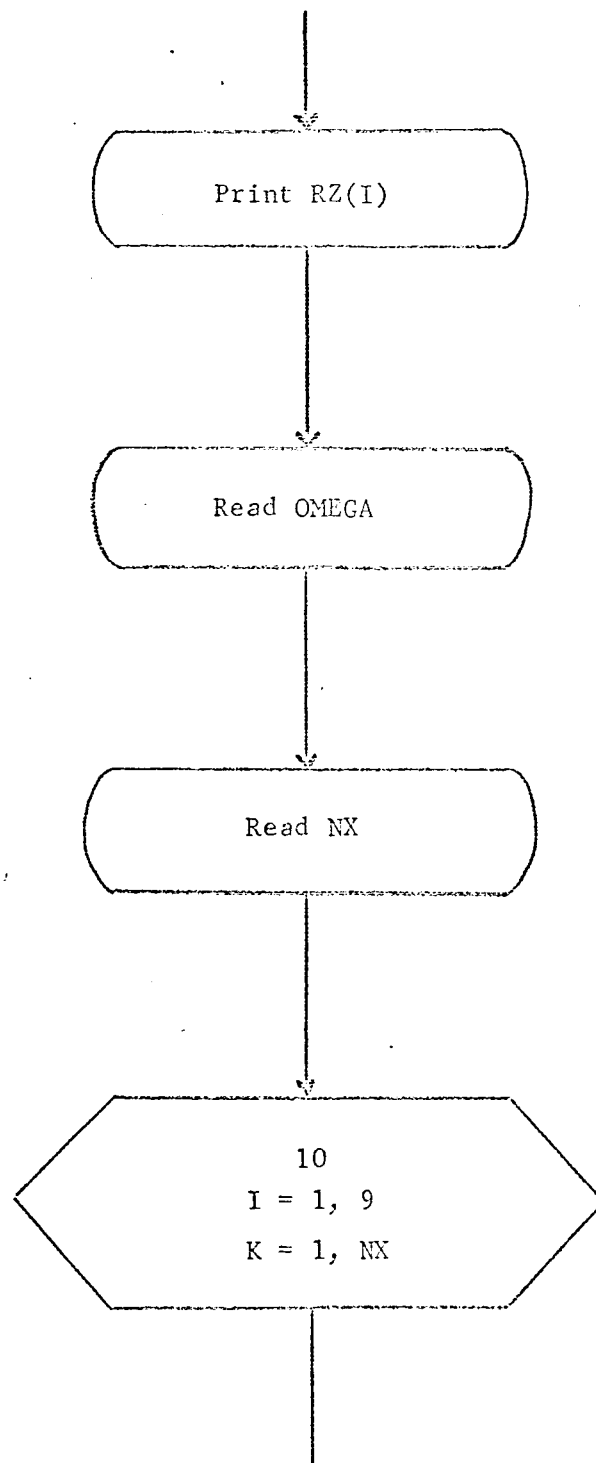 Print RZ(I)
Read OMEGA
Read NX
10
I = 1, 9
K = 1, NX